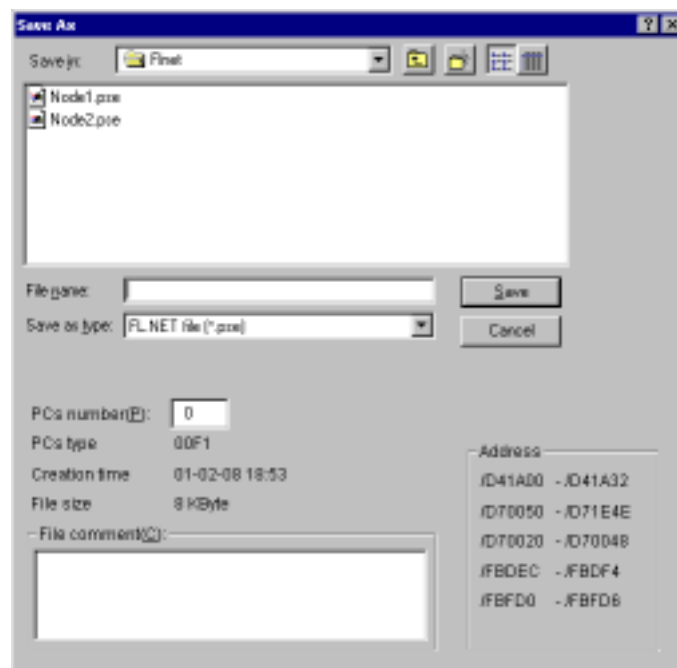 Save As
Save in: Flnet
Node1.pse
Node2.pse
File name:
Save
Save as type: FL.NET file (*.pse)
Cancel
PCs number(P): 0
PCs type 00F1
Creation time 01-02-08 18:53
File size 8 KByte
File comment(C):
Address
/D41A00 - /D41A32
/D70050 - /D71E4E
/D70020 - /D70048
/FBDEC - /FBDF4
/FBFD0 - /FBFD6